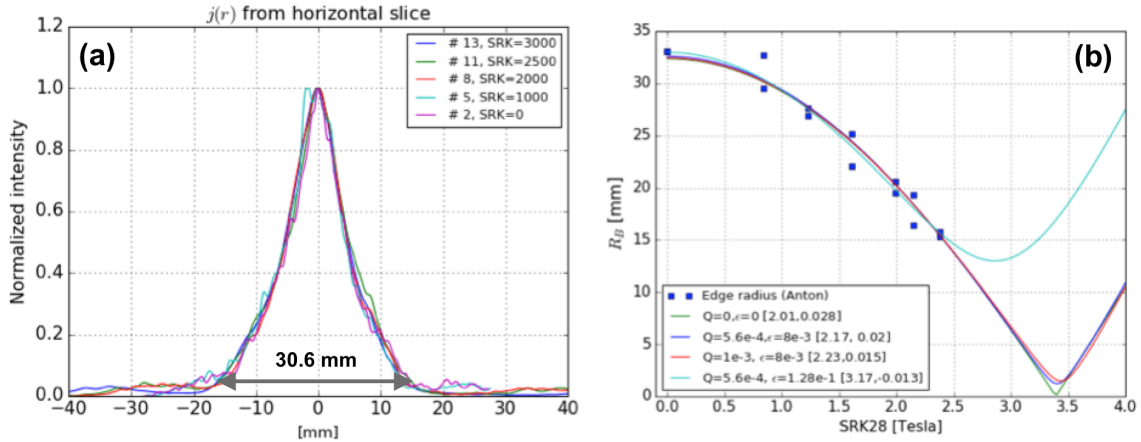 j(r) from horizontal slice
(a)
# 13, SRK=3000
# 11, SRK=2500
# 8, SRK=2000
# 5, SRK=1000
# 2, SRK=0
Normalized intensity
1.2
1.0
0.8
0.6
0.4
0.2
0.0
30.6 mm
−40 −30 −20 −10 0 10 20 30 40
[mm]
(b)
R_B [mm]
35
30
25
20
15
10
5
0
Edge radius (Anton)
Q=0,ϵ=0 [2.01,0.028]
Q=5.6e-4,ϵ=8e-3 [2.17, 0.02]
Q=1e-3, ϵ=8e-3 [2.23,0.015]
Q=5.6e-4, ϵ=1.28e-1 [3.17,-0.013]
0.0 0.5 1.0 1.5 2.0 2.5 3.0 3.5 4.0
SRK28 [Tesla]